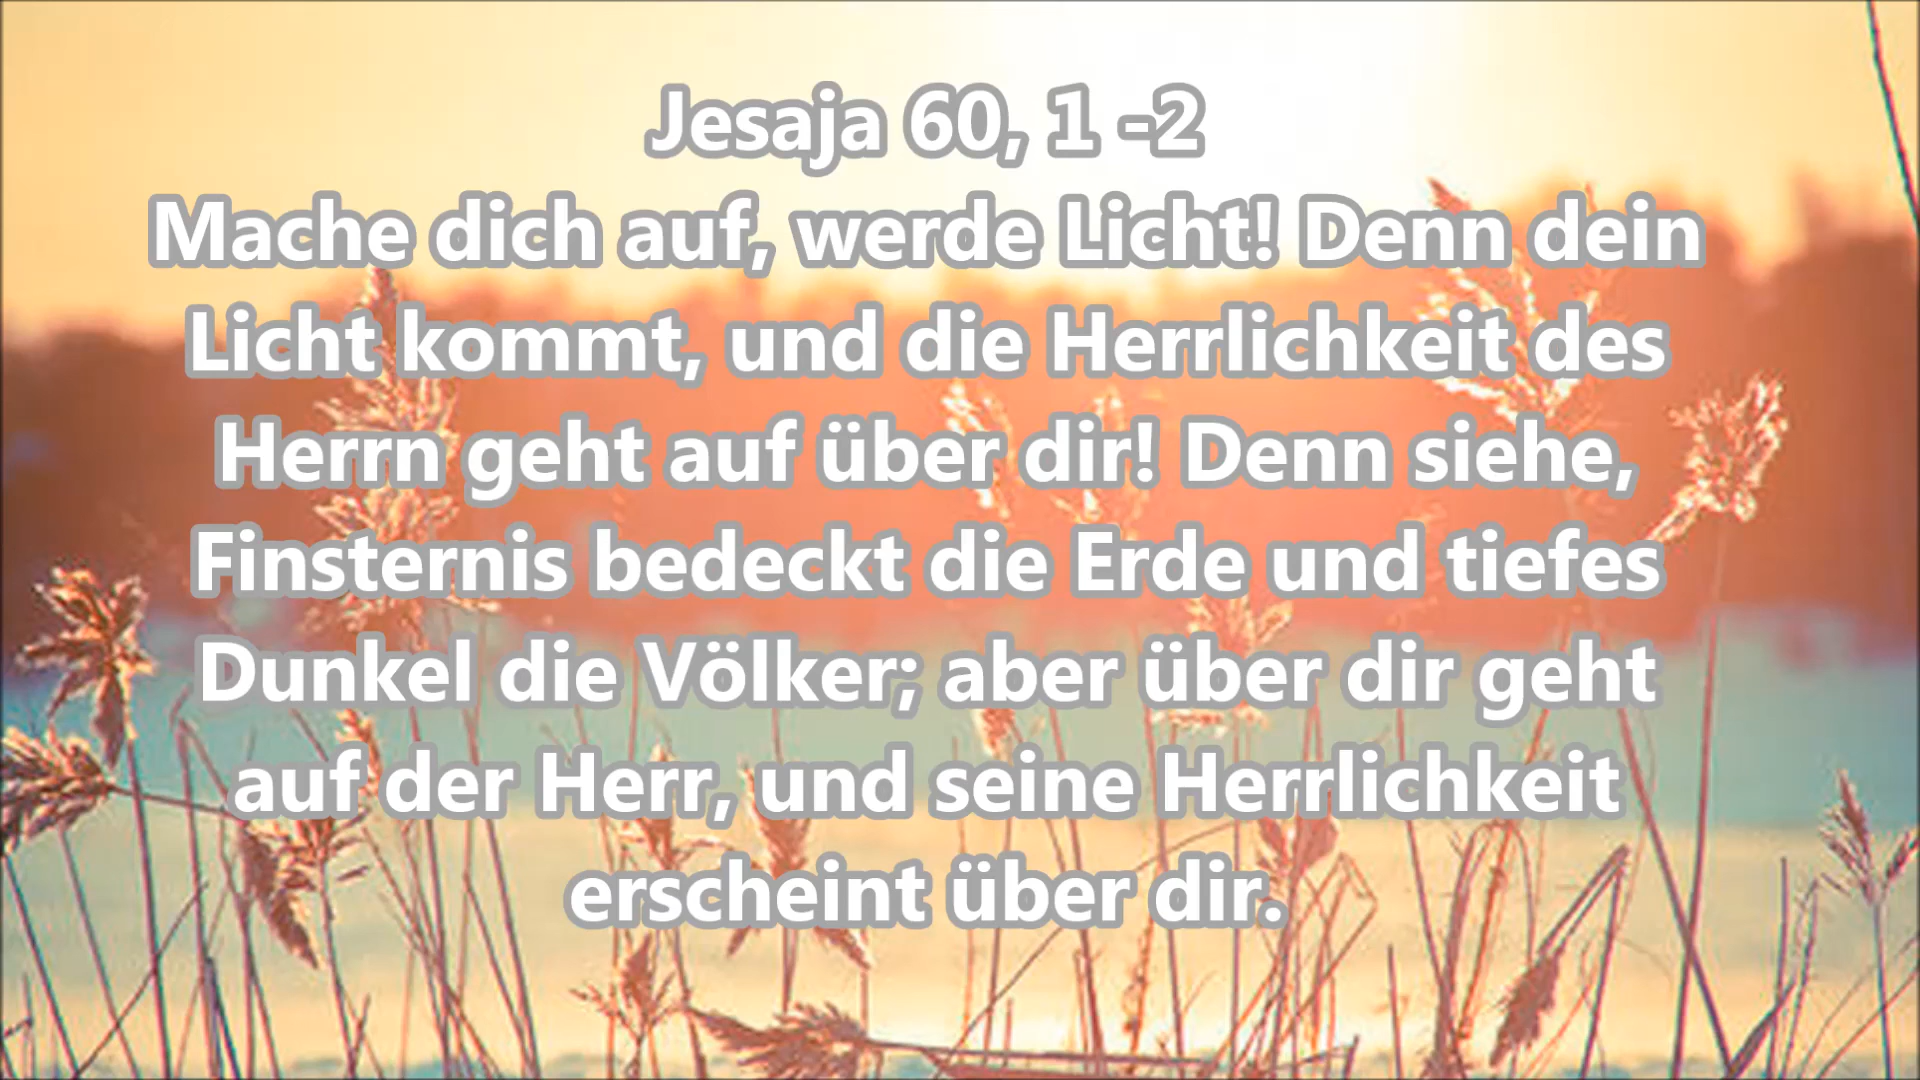 Jesaja 60, 1 -2
Mache dich auf, werde Licht! Denn dein
Licht kommt, und die Herrlichkeit des
Herrn geht auf über dir! Denn siehe,
Finsternis bedeckt die Erde und tiefes
Dunkel die Völker; aber über dir geht
auf der Herr, und seine Herrlichkeit
erscheint über dir.